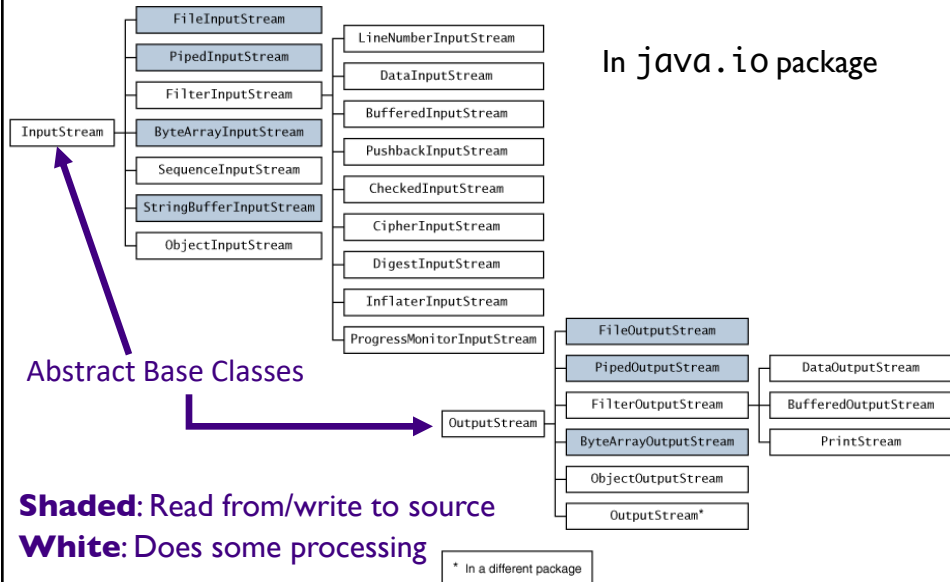 In java.io package
InputStream
FileInputStream
PipedInputStream
FilterInputStream
ByteArrayInputStream
SequenceInputStream
StringBufferInputStream
ObjectInputStream
LineNumberInputStream
DataInputStream
BufferedInputStream
PushbackInputStream
CheckedInputStream
CipherInputStream
DigestInputStream
InflaterInputStream
ProgressMonitorInputStream
Abstract Base Classes
OutputStream
FileOutputStream
PipedOutputStream
FilterOutputStream
ByteArrayOutputStream
ObjectOutputStream
OutputStream*
DataOutputStream
BufferedOutputStream
PrintStream
Shaded: Read from/write to source
White: Does some processing
* In a different package